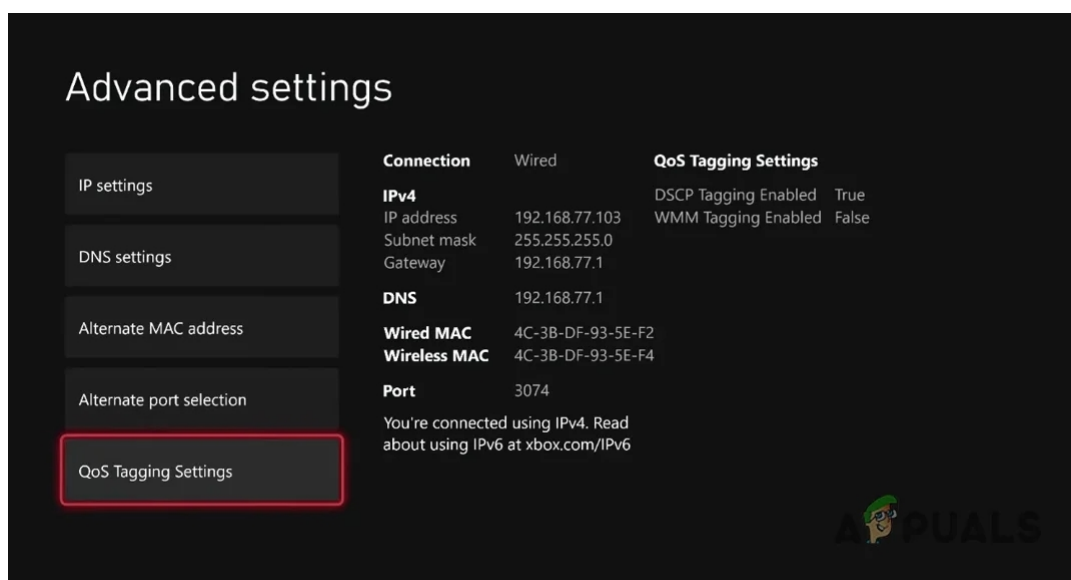 Advanced settings
IP settings
DNS settings
Alternate MAC address
Alternate port selection
QoS Tagging Settings
Connection Wired
IPv4
IP address 192.168.77.103
Subnet mask 255.255.255.0
Gateway 192.168.77.1
DNS 192.168.77.1
Wired MAC 4C-3B-DF-93-5E-F2
Wireless MAC 4C-3B-DF-93-5E-F4
Port 3074
You're connected using IPv4. Read
about using IPv6 at xbox.com/IPv6
QoS Tagging Settings
DSCP Tagging Enabled True
WMM Tagging Enabled False
APPUALS